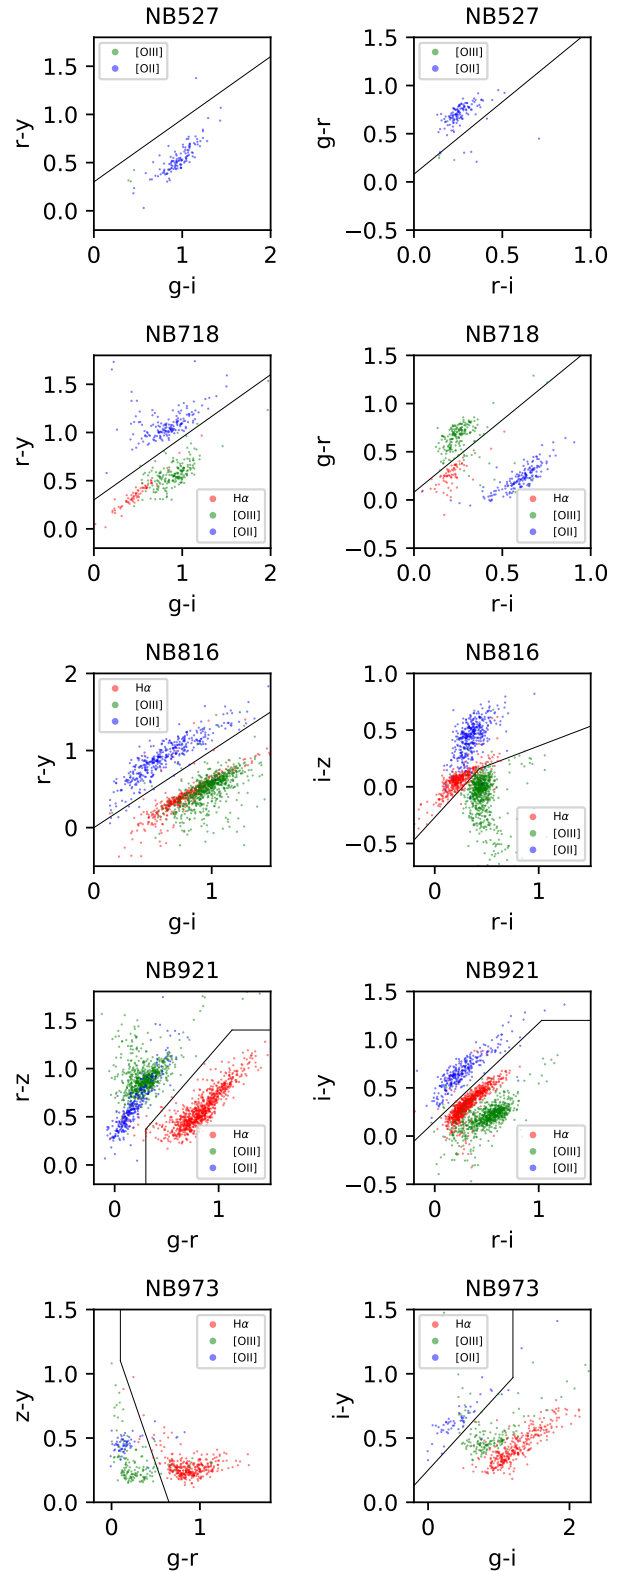 NB527
NB527
[OIII]
[OII]
1.5
1.0
0.5
0.0
r-y
0
1
2
g-i
[OIII]
[OII]
1.5
1.0
0.5
0.0
−0.5
g-r
0.0
0.5
1.0
r-i
NB718
NB718
1.5
1.0
0.5
0.0
r-y
Hα
[OIII]
[OII]
0
1
2
g-i
1.5
1.0
0.5
0.0
−0.5
g-r
Hα
[OIII]
[OII]
0.0
0.5
1.0
r-i
NB816
NB816
2
1
0
r-y
Hα
[OIII]
[OII]
0
1
g-i
1.0
0.5
0.0
−0.5
i-z
Hα
[OIII]
[OII]
0
1
r-i
NB921
NB921
1.5
1.0
0.5
0.0
r-z
Hα
[OIII]
[OII]
0
1
g-r
1.5
1.0
0.5
0.0
−0.5
i-y
Hα
[OIII]
[OII]
0
1
r-i
NB973
NB973
1.5
1.0
0.5
0.0
z-y
Hα
[OIII]
[OII]
0
1
g-r
1.5
1.0
0.5
0.0
i-y
Hα
[OIII]
[OII]
0
2
g-i